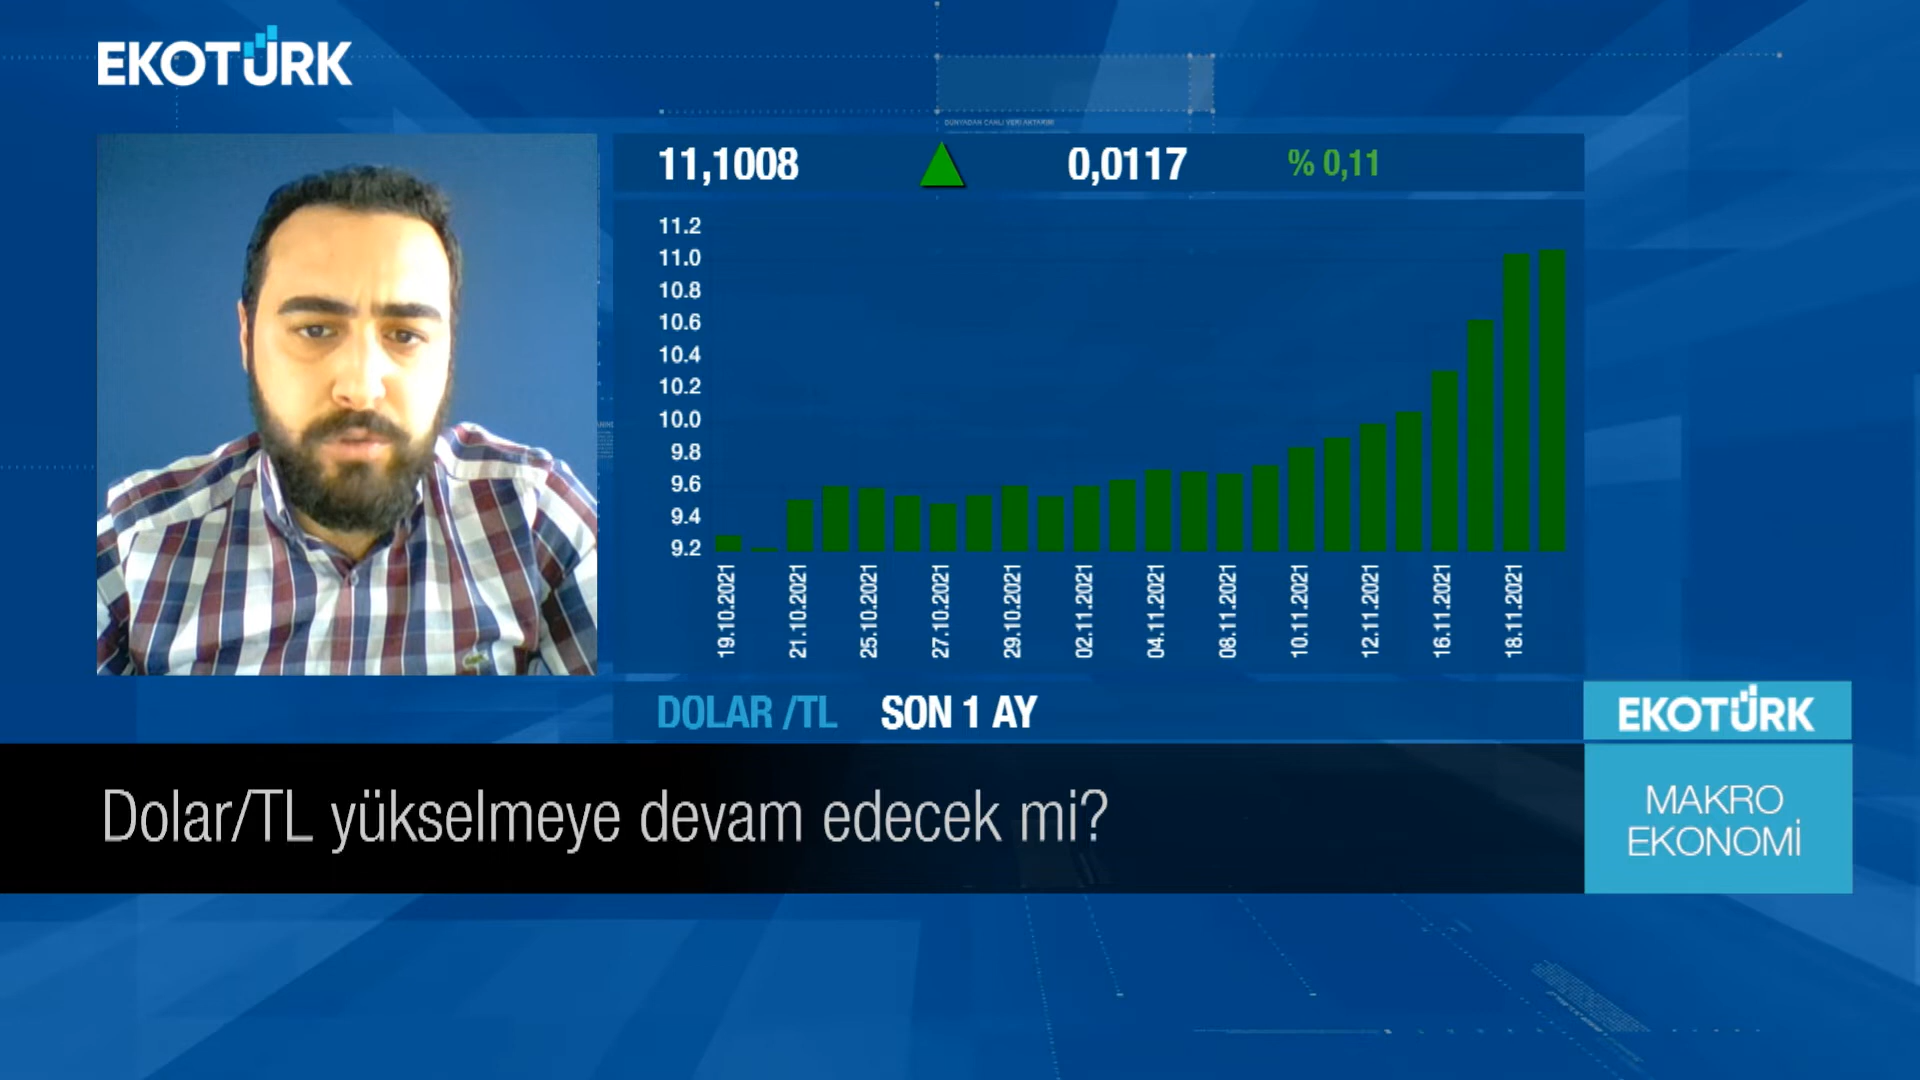 EKOTÜRK
DÜNYADAN CANLI VERİ AKTARIMI
11,1008 0,0117 % 0,11
11.2
11.0
10.8
10.6
10.4
10.2
10.0
9.8
9.6
9.4
9.2
19.10.2021 21.10.2021 25.10.2021 27.10.2021 29.10.2021 02.11.2021 04.11.2021 08.11.2021 10.11.2021 12.11.2021 16.11.2021 18.11.2021
DOLAR /TL SON 1 AY
EKOTÜRK
Dolar/TL yükselmeye devam edecek mi?
MAKRO
EKONOMİ